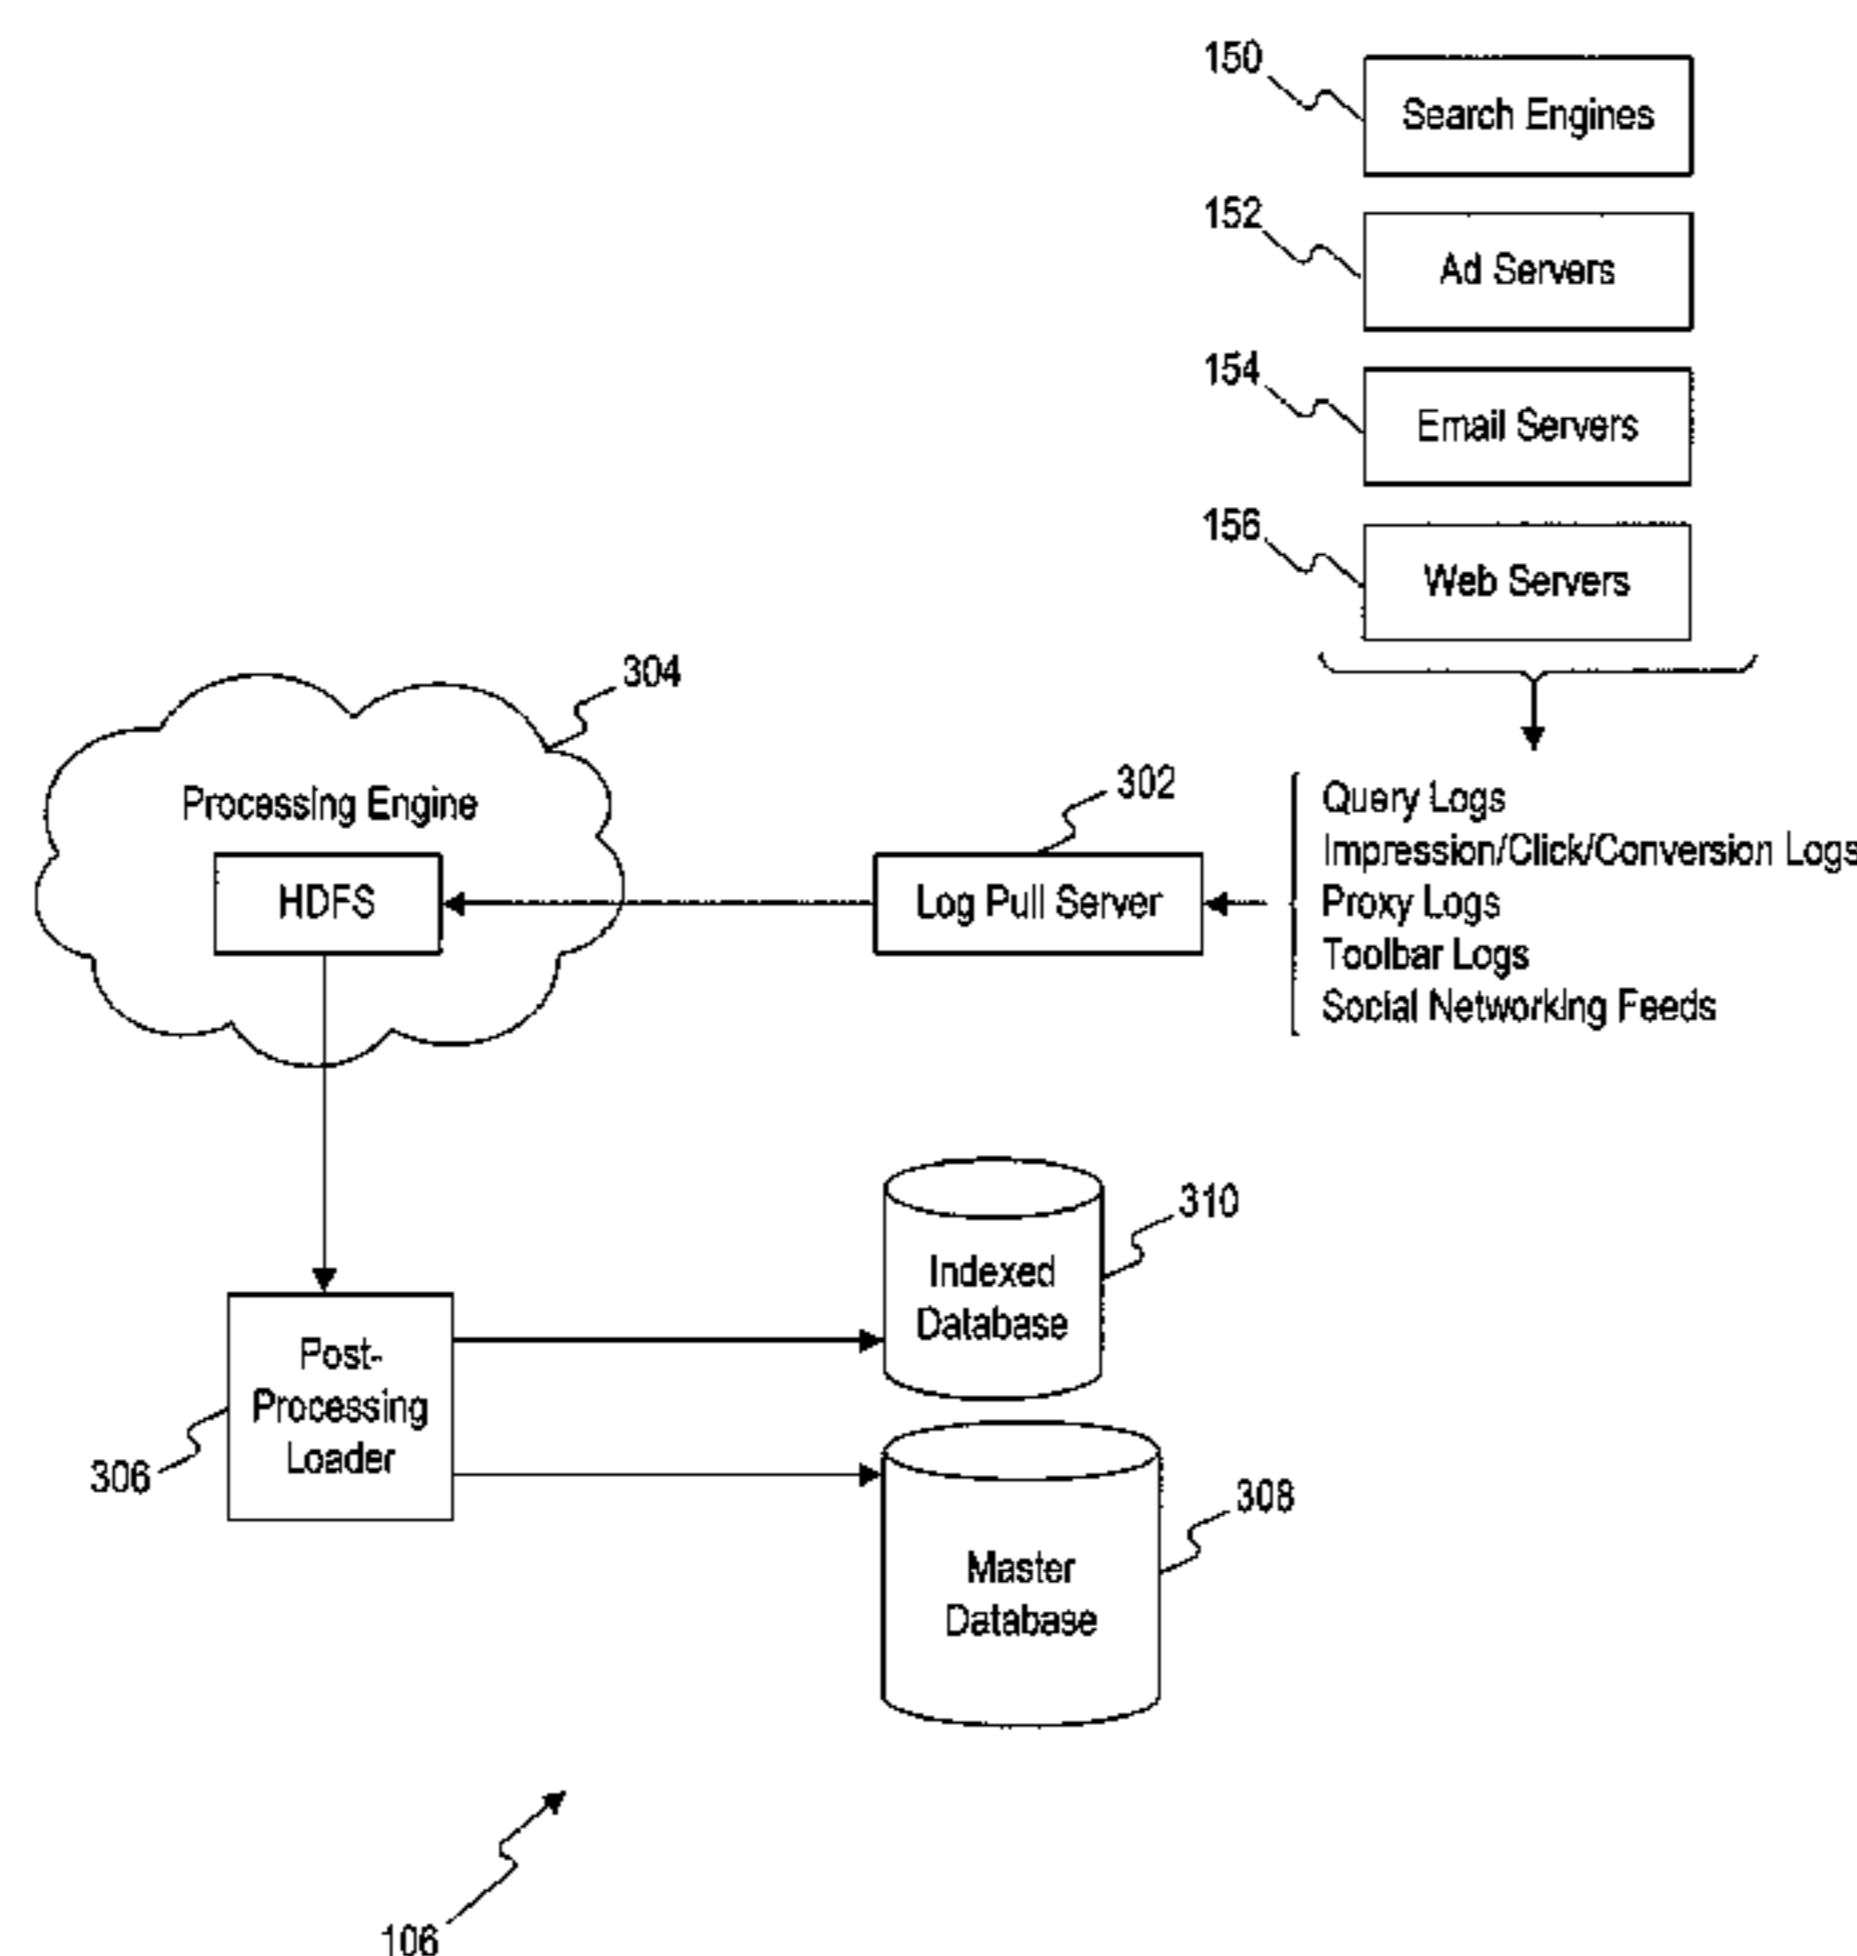 150
Search Engines
152
Ad Servers
154
Email Servers
156
Web Servers
304
Processing Engine
HDFS
302
Log Pull Server
Query Logs
Impression/Click/Conversion Logs
Proxy Logs
Toolbar Logs
Social Networking Feeds
310
Indexed
Database
Post-
Processing
Loader
306
308
Master
Database
106